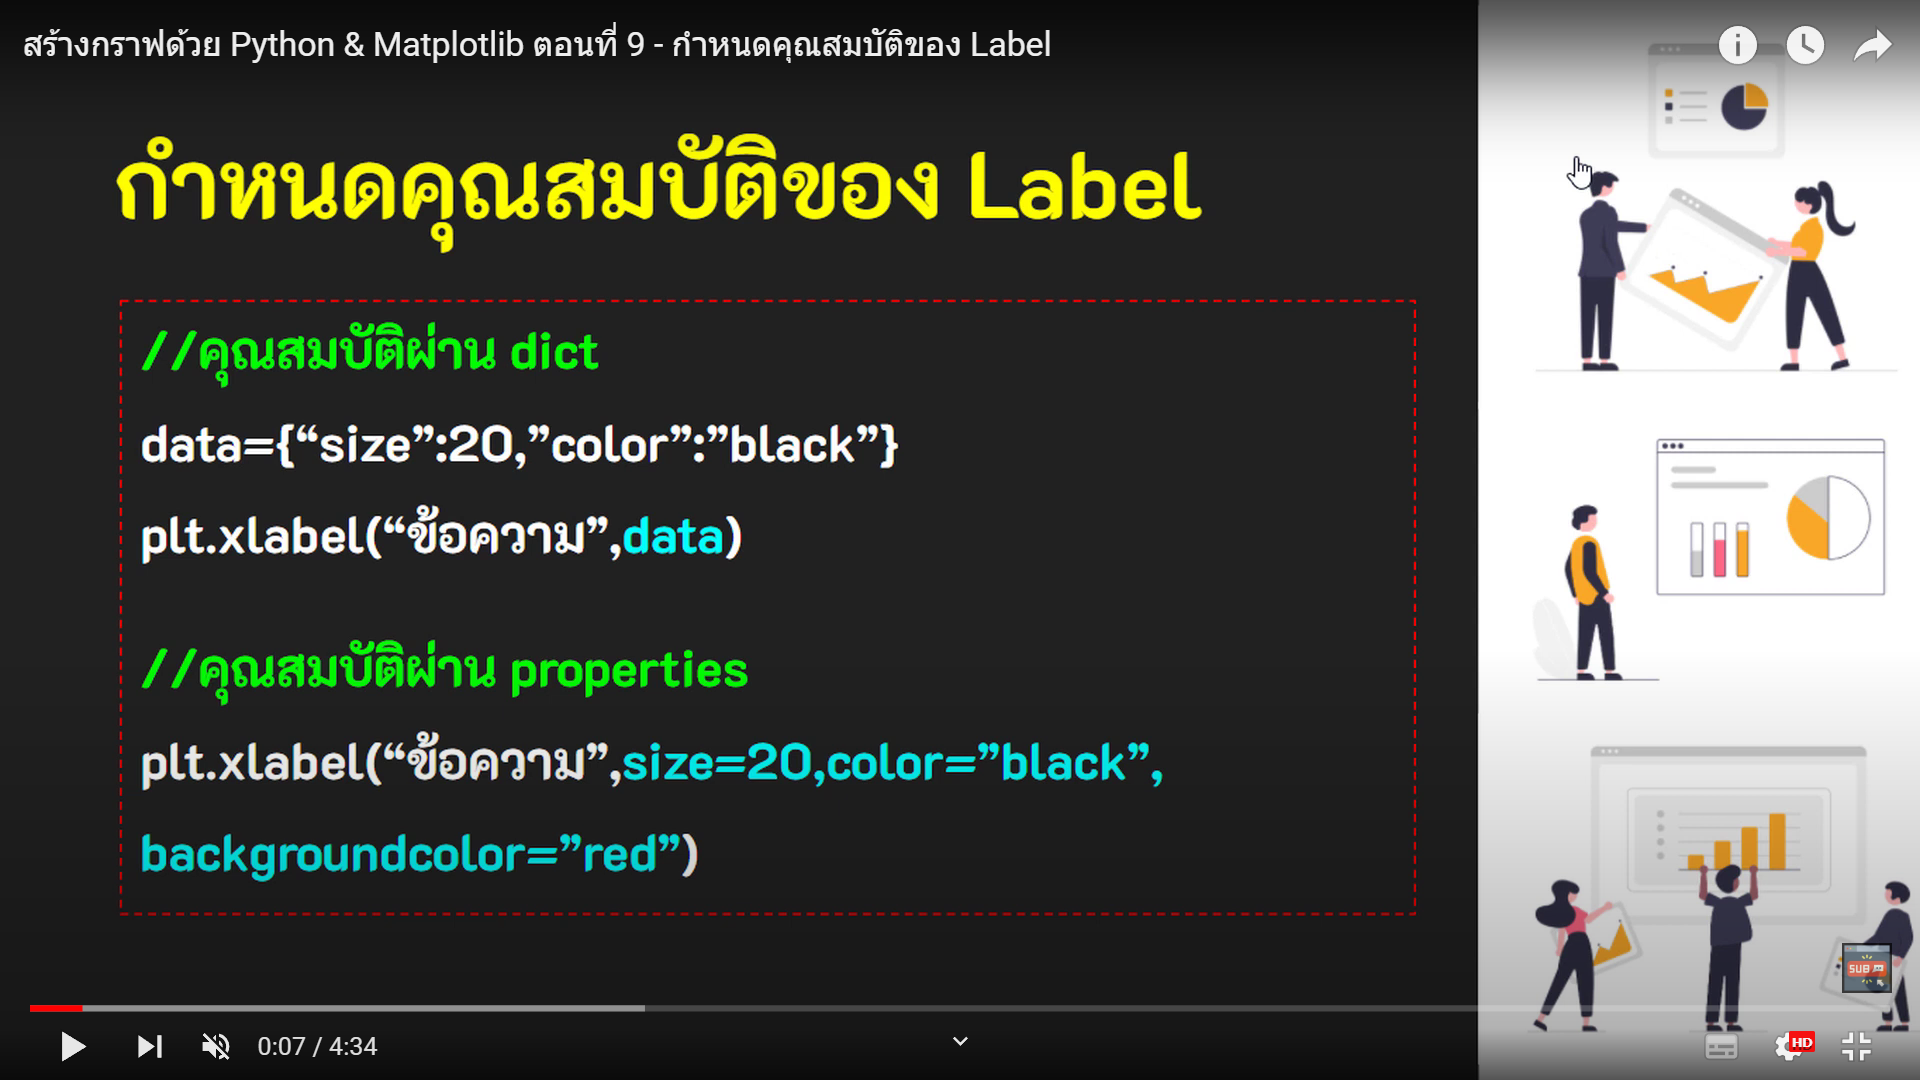 สร้างกราฟด้วย Python & Matplotlib ตอนที่ 9 - กำหนดคุณสมบัติของ Label
กำหนดคุณสมบัติของ Label
//คุณสมบัติผ่าน dict
data={“size”:20,”color”:”black”}
plt.xlabel(“ข้อความ”,data)
//คุณสมบัติผ่าน properties
plt.xlabel(“ข้อความ”,size=20,color=”black”,
backgroundcolor=”red”)
SUB
0:07 / 4:34
HD